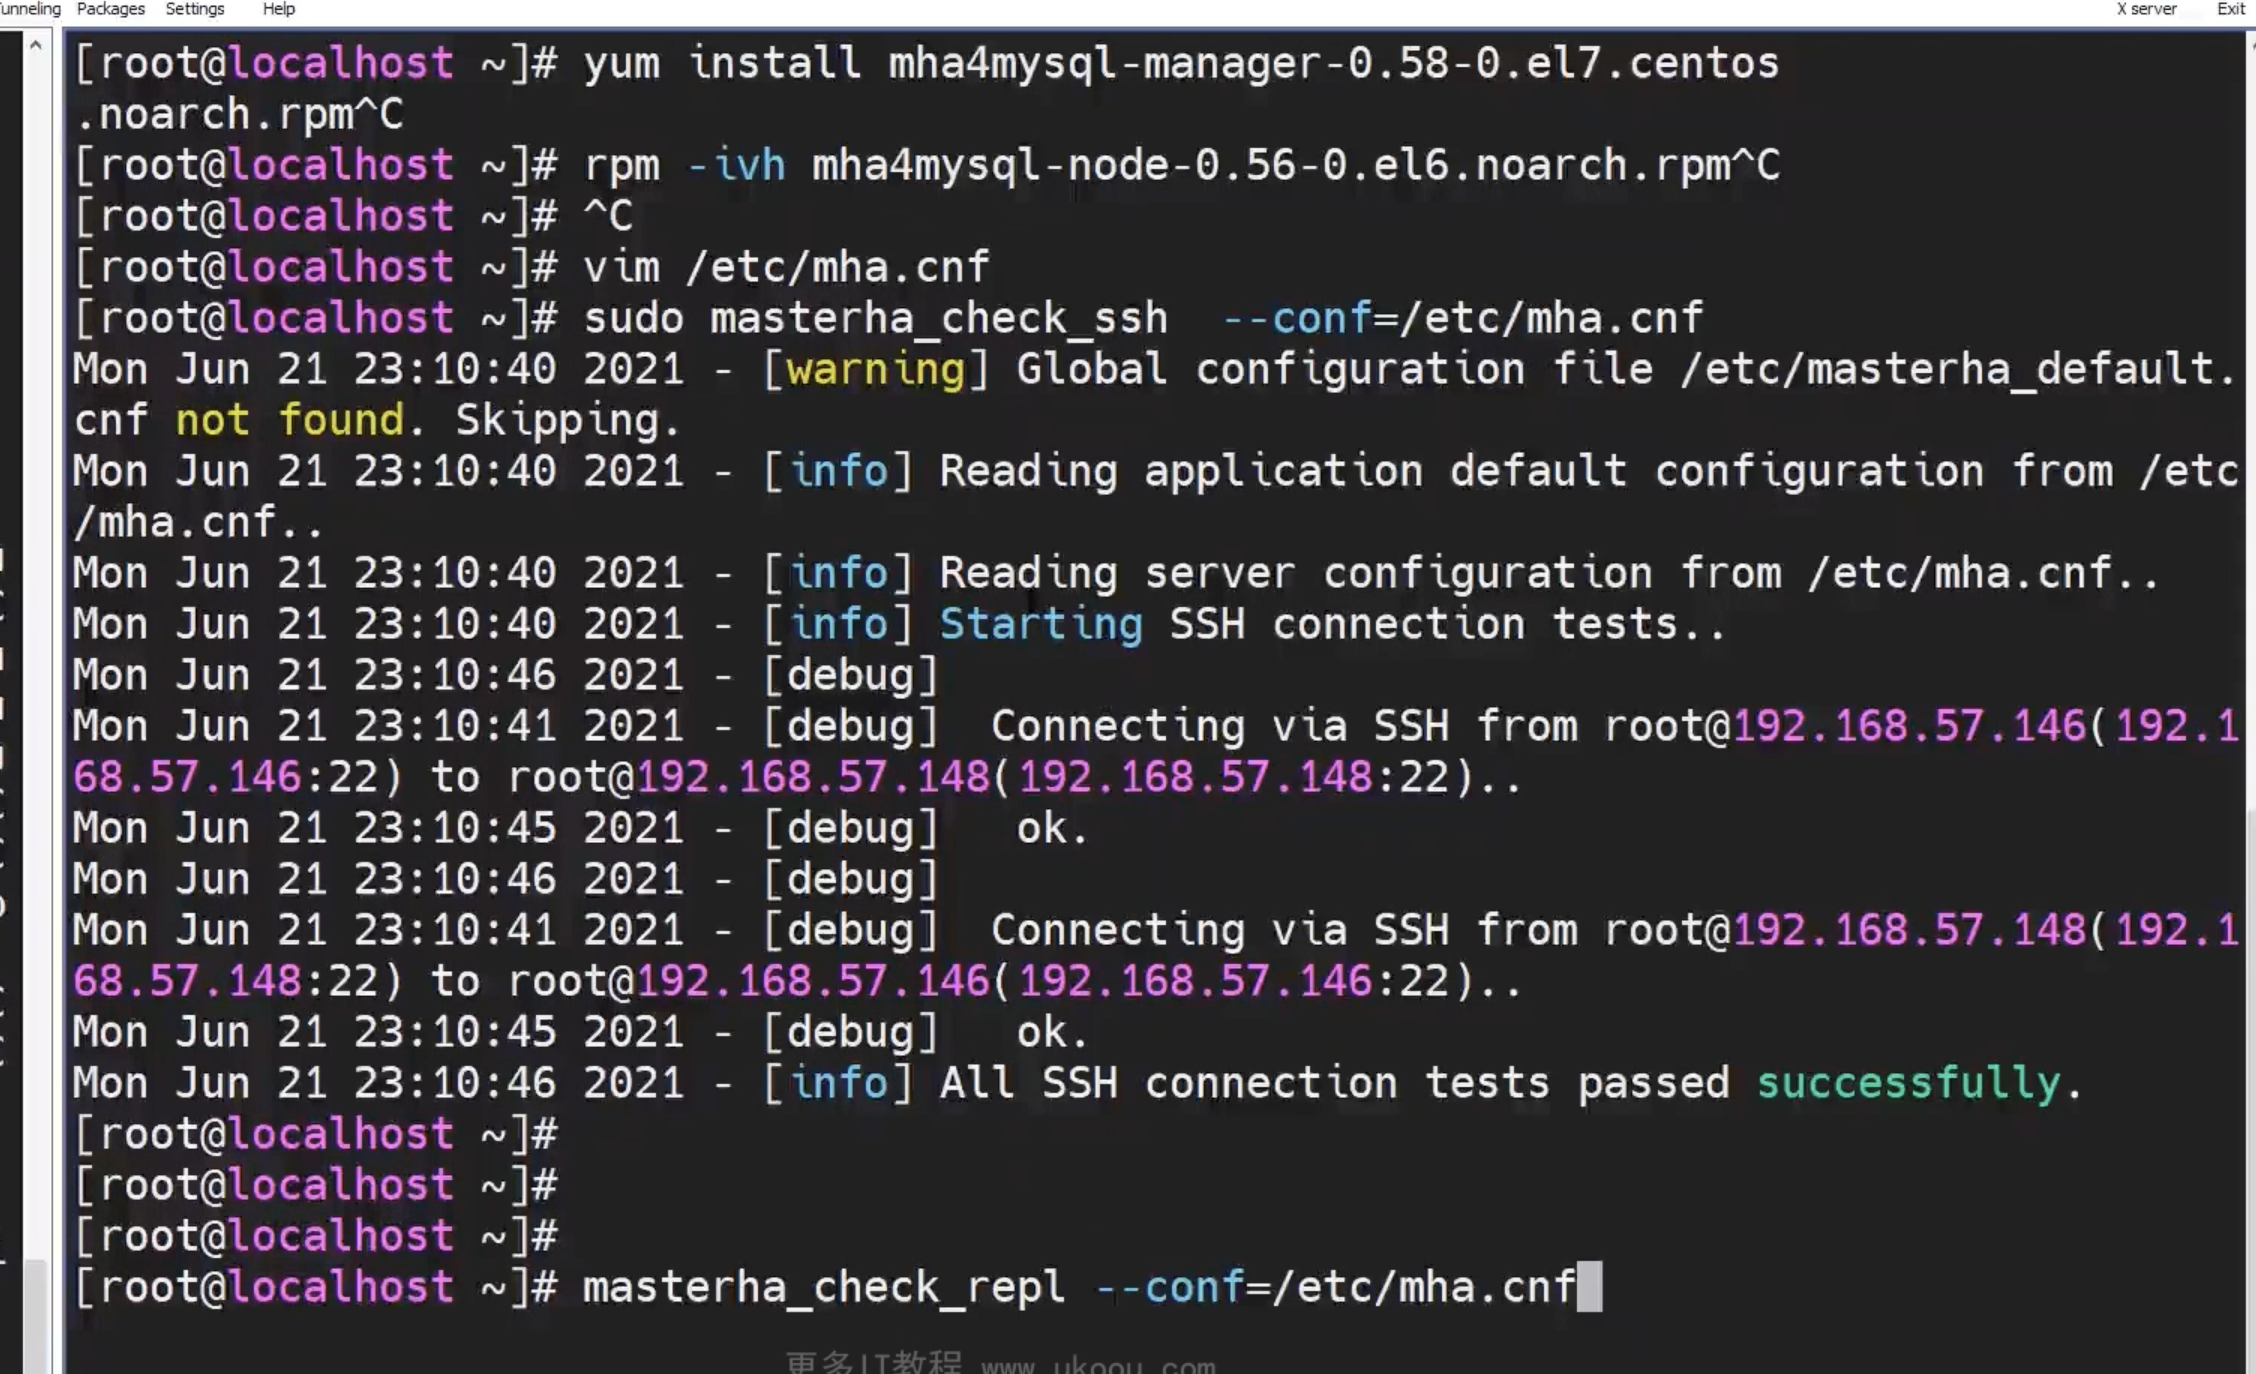 Tunneling Packages Settings Help X server Exit
[root@localhost ~]# yum install mha4mysql-manager-0.58-0.el7.centos
.noarch.rpm^C
[root@localhost ~]# rpm -ivh mha4mysql-node-0.56-0.el6.noarch.rpm^C
[root@localhost ~]# ^C
[root@localhost ~]# vim /etc/mha.cnf
[root@localhost ~]# sudo masterha_check_ssh  --conf=/etc/mha.cnf
Mon Jun 21 23:10:40 2021 - [warning] Global configuration file /etc/masterha_default.
cnf not found. Skipping.
Mon Jun 21 23:10:40 2021 - [info] Reading application default configuration from /etc
/mha.cnf..
Mon Jun 21 23:10:40 2021 - [info] Reading server configuration from /etc/mha.cnf..
Mon Jun 21 23:10:40 2021 - [info] Starting SSH connection tests..
Mon Jun 21 23:10:46 2021 - [debug]
Mon Jun 21 23:10:41 2021 - [debug]  Connecting via SSH from root@192.168.57.146(192.1
68.57.146:22) to root@192.168.57.148(192.168.57.148:22)..
Mon Jun 21 23:10:45 2021 - [debug]   ok.
Mon Jun 21 23:10:46 2021 - [debug]
Mon Jun 21 23:10:41 2021 - [debug]  Connecting via SSH from root@192.168.57.148(192.1
68.57.148:22) to root@192.168.57.146(192.168.57.146:22)..
Mon Jun 21 23:10:45 2021 - [debug]   ok.
Mon Jun 21 23:10:46 2021 - [info] All SSH connection tests passed successfully.
[root@localhost ~]#
[root@localhost ~]#
[root@localhost ~]#
[root@localhost ~]# masterha_check_repl --conf=/etc/mha.cnf
更多IT教程 www.ukoou.com